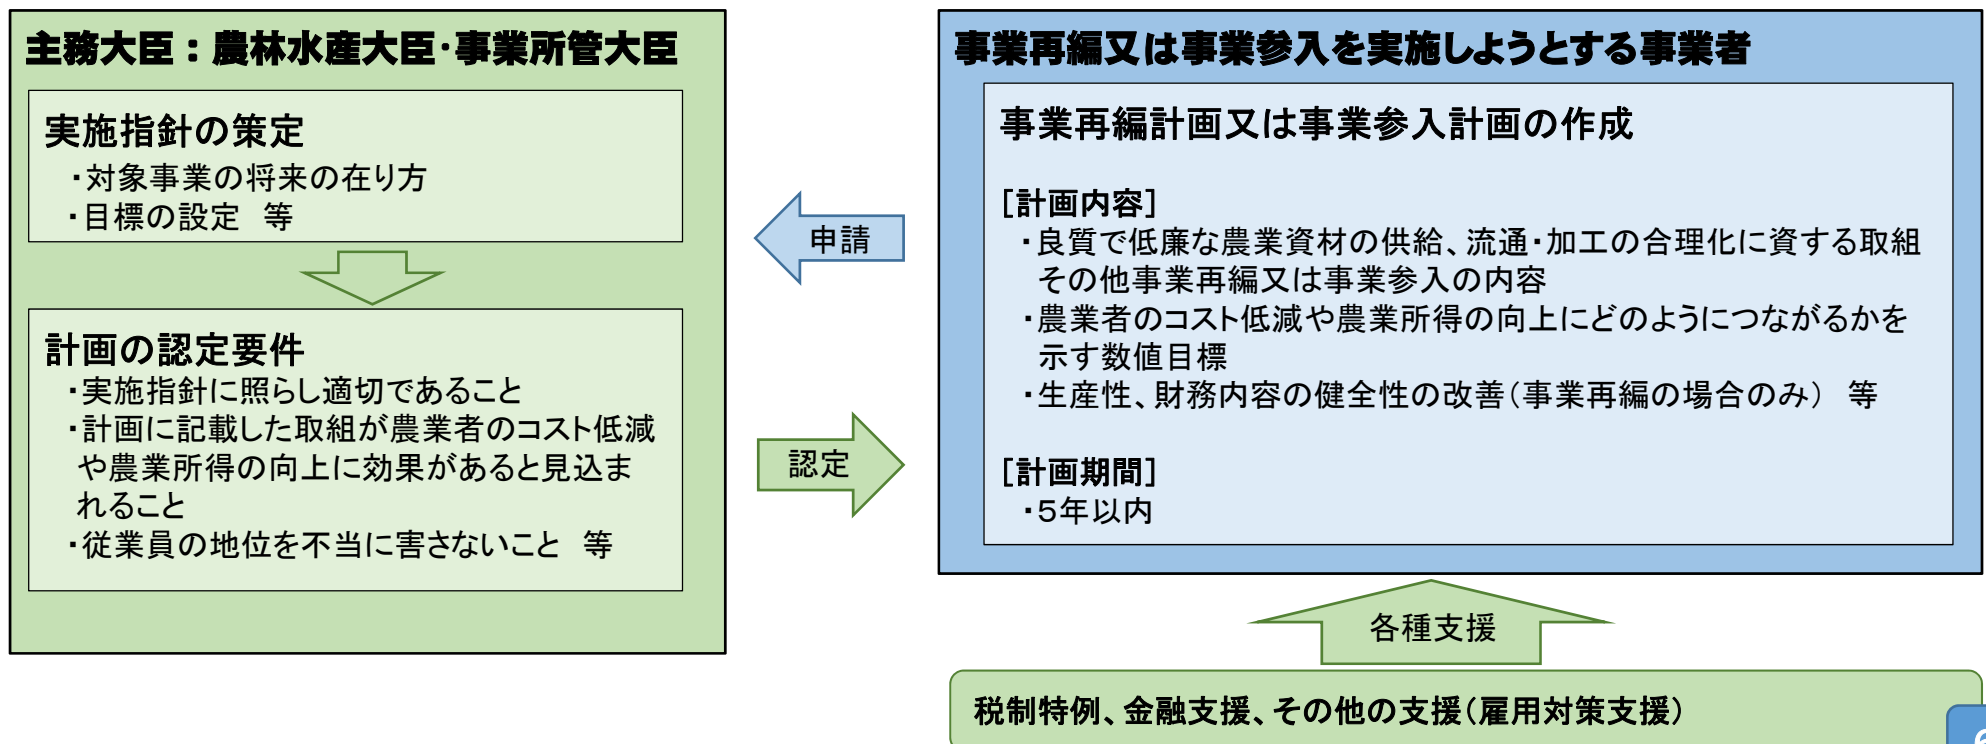 主務大臣：農林水産大臣・事業所管大臣
実施指針の策定
・対象事業の将来の在り方
・目標の設定　等
計画の認定要件
・実施指針に照らし適切であること
・計画に記載した取組が農業者のコスト低減
や農業所得の向上に効果があると見込ま
れること
・従業員の地位を不当に害さないこと　等
申請
認定
事業再編又は事業参入を実施しようとする事業者
事業再編計画又は事業参入計画の作成
［計画内容］
・良質で低廉な農業資材の供給、流通・加工の合理化に資する取組
その他事業再編又は事業参入の内容
・農業者のコスト低減や農業所得の向上にどのようにつながるかを
示す数値目標
・生産性、財務内容の健全性の改善（事業再編の場合のみ）　等
［計画期間］
・５年以内
各種支援
税制特例、金融支援、その他の支援（雇用対策支援）